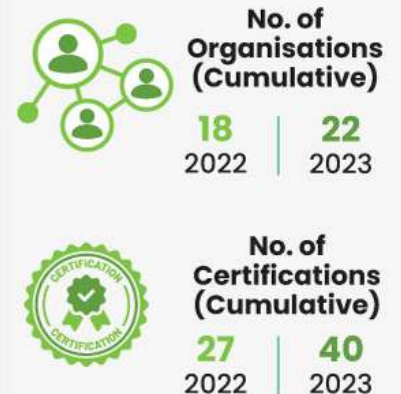 No. of
Organisations
(Cumulative)
18 22
2022 2023
CERTIFICATION
CERTIFICATION
No. of
Certifications
(Cumulative)
27 40
2022 2023